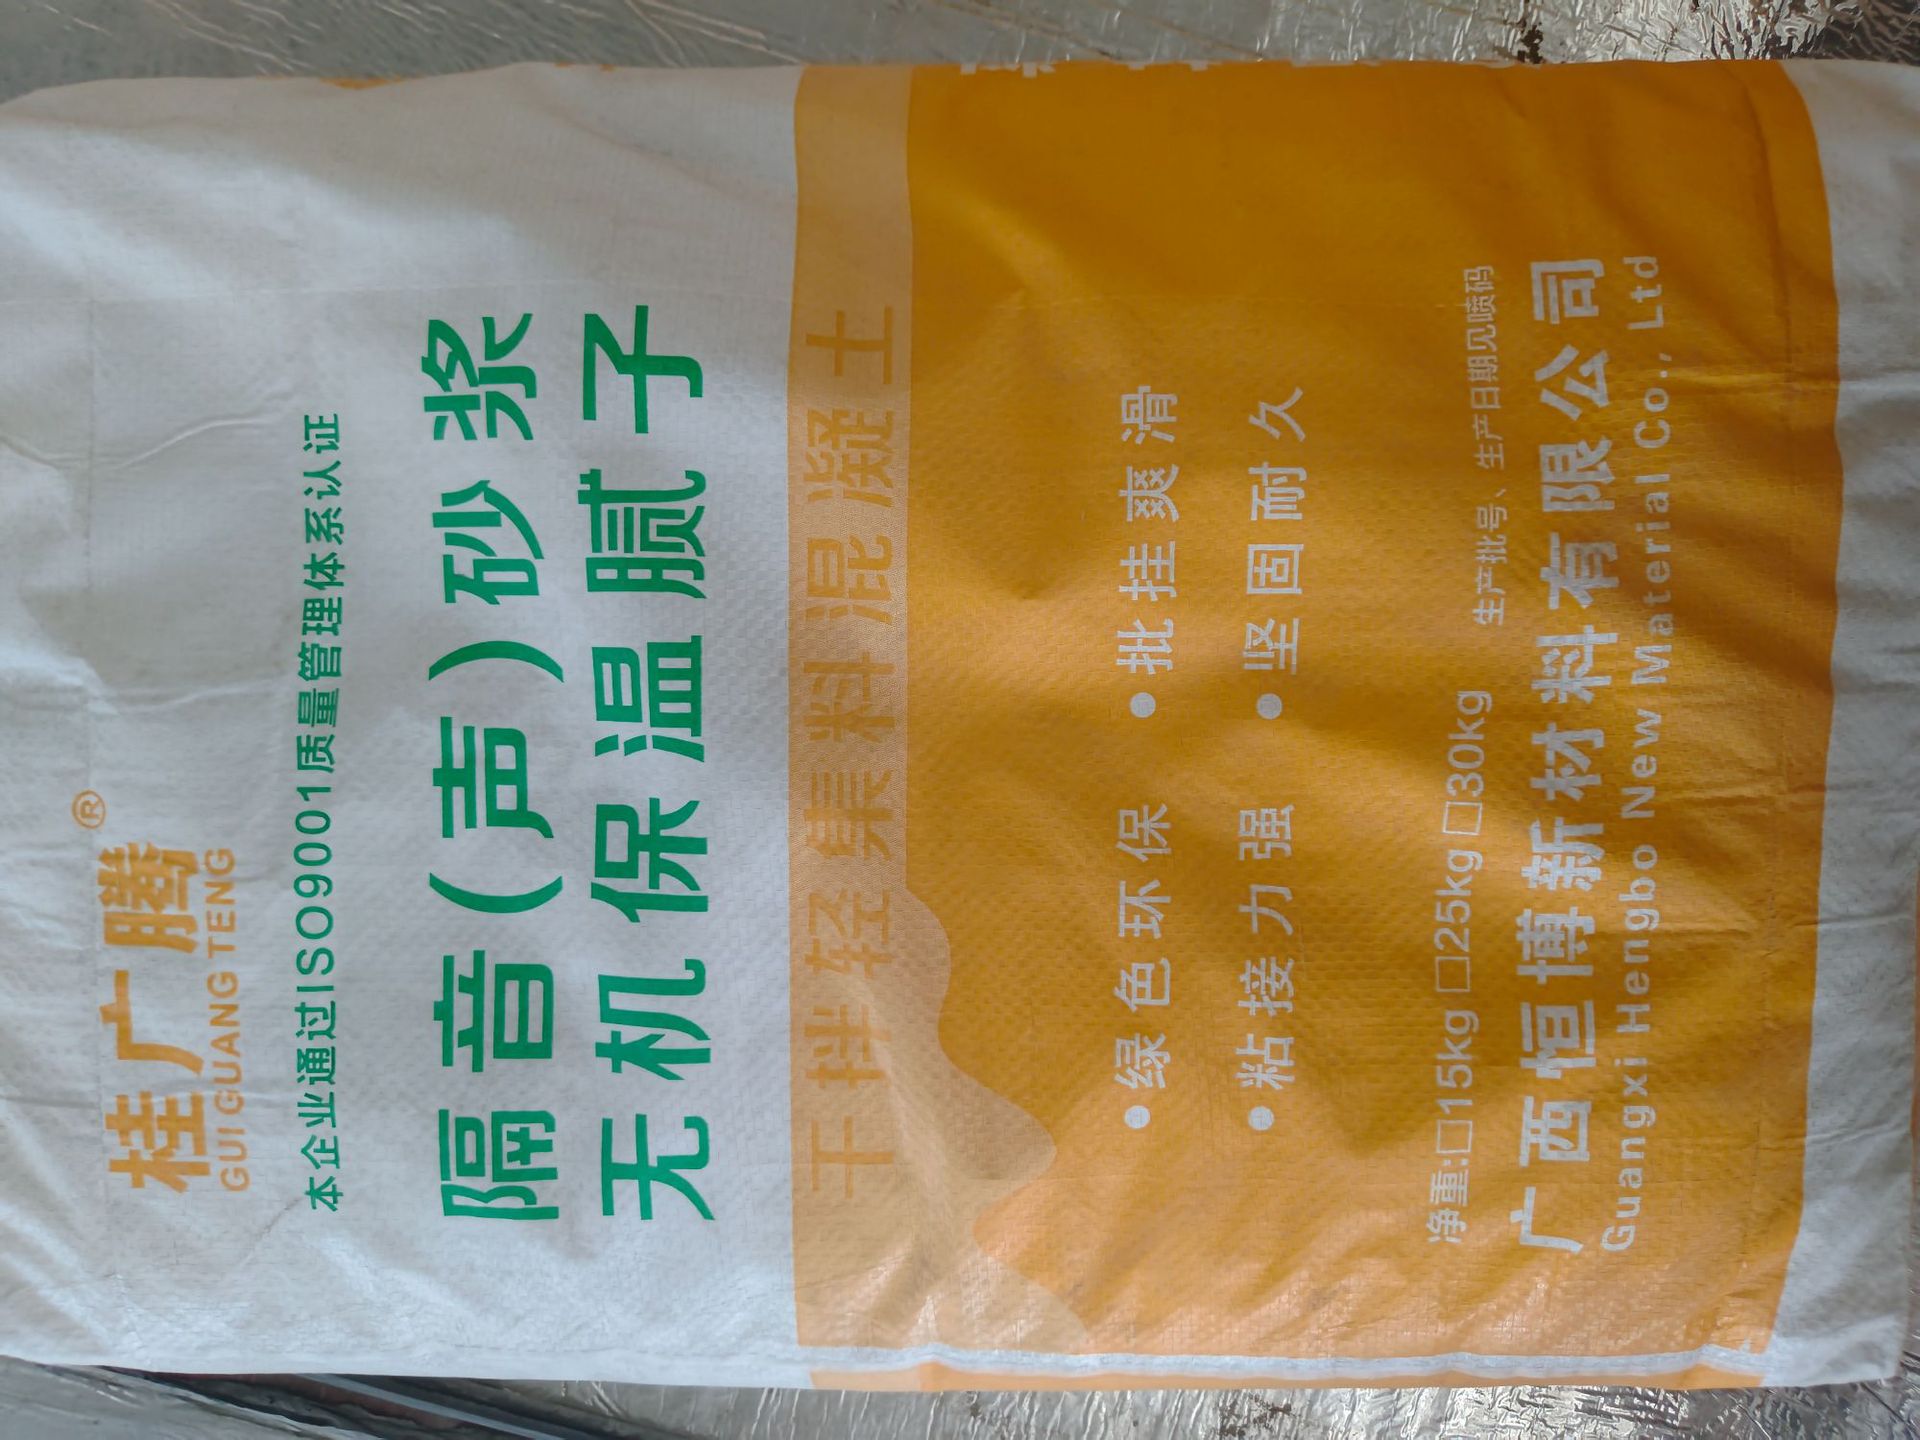 桂广腾®
GUI GUANG TENG
本企业通过ISO9001质量管理体系认证
隔音(声)砂浆
无机保温腻子
干拌轻集料混凝土
●绿色环保 ●批挂爽滑
●粘接力强 ●坚固耐久
净重:□15kg □25kg □30kg 生产批号、生产日期见喷码
广西恒博新材料有限公司
Guangxi Hengbo New Material Co., Ltd